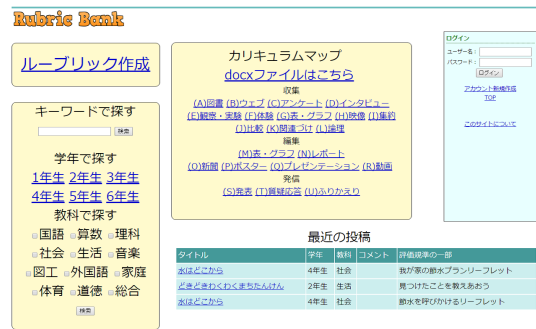 Rubric Bank
ルーブリック作成
キーワードで探す
検索
学年で探す
1年生 2年生 3年生
4年生 5年生 6年生
教科で探す
国語 算数 理科
社会 生活 音楽
図工 外国語 家庭
体育 道徳 総合
検索
カリキュラムマップ
docxファイルはこちら
収集
(A)図書 (B)ウェブ (C)アンケート (D)インタビュー
(E)観察・実験 (F)体験 (G)表・グラフ (H)映像 (I)集約
(J)比較 (K)関連づけ (L)論理
編集
(M)表・グラフ (N)レポート
(O)新聞 (P)ポスター (Q)プレゼンテーション (R)動画
発信
(S)発表 (T)質疑応答 (U)ふりかえり
最近の投稿
タイトル 学年 教科 コメント 評価規準の一部
水はどこから 4年生 社会 我が家の節水プランリーフレット
どきどきわくわくまちたんけん 2年生 生活 見つけたことを教えあおう
水はどこから 4年生 社会 節水を呼びかけるリーフレット
ログイン
ユーザー名:
パスワード:
ログイン
アカウント新規作成
TOP
このサイトについて